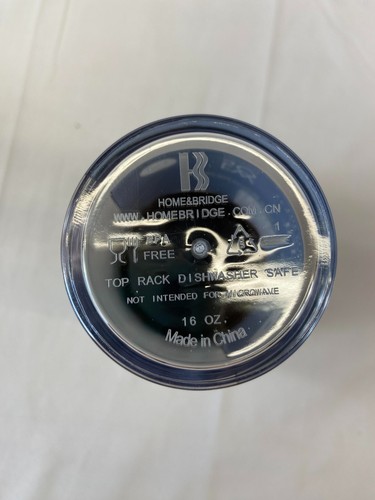 HOME&BRIDGE
WWW.HOMEBRIDGE.COM.CN
BPA
FREE
TOP RACK DISHWASHER SAFE
NOT INTENDED FOR MICROWAVE
16 OZ.
Made in China